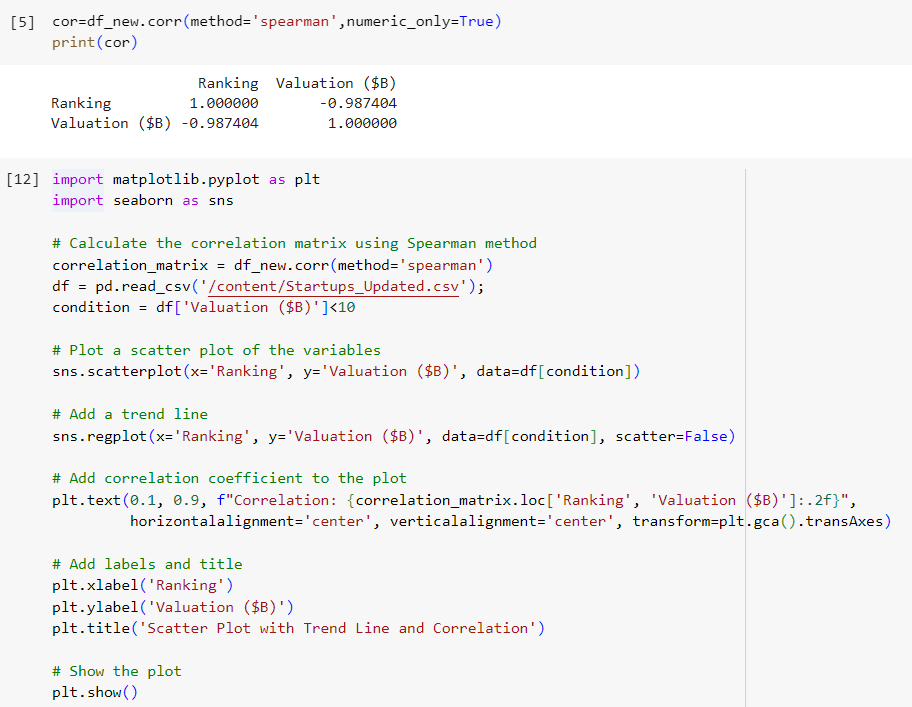 [5] cor=df_new.corr(method='spearman',numeric_only=True)
print(cor)
Ranking Valuation ($B)
Ranking 1.000000 -0.987404
Valuation ($B) -0.987404 1.000000
[12] import matplotlib.pyplot as plt
import seaborn as sns
# Calculate the correlation matrix using Spearman method
correlation_matrix = df_new.corr(method='spearman')
df = pd.read_csv('/content/Startups_Updated.csv');
condition = df['Valuation ($B)']<10
# Plot a scatter plot of the variables
sns.scatterplot(x='Ranking', y='Valuation ($B)', data=df[condition])
# Add a trend line
sns.regplot(x='Ranking', y='Valuation ($B)', data=df[condition], scatter=False)
# Add correlation coefficient to the plot
plt.text(0.1, 0.9, f"Correlation: {correlation_matrix.loc['Ranking', 'Valuation ($B)']:.2f}",
horizontalalignment='center', verticalalignment='center', transform=plt.gca().transAxes)
# Add labels and title
plt.xlabel('Ranking')
plt.ylabel('Valuation ($B)')
plt.title('Scatter Plot with Trend Line and Correlation')
# Show the plot
plt.show()